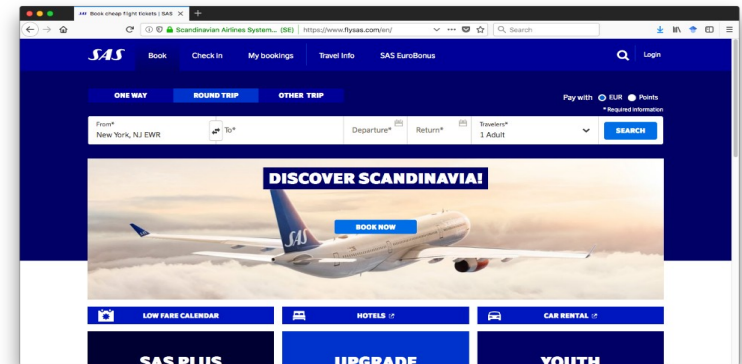 SAS Book cheap flight tickets | SAS
Scandinavian Airlines System... (SE) https://www.flysas.com/en/ Search
SAS Book Check In My bookings Travel Info SAS EuroBonus Login
ONE WAY ROUND TRIP OTHER TRIP
Pay with EUR Points
* Required information
From* To* Departure* Return* Travelers*
New York, NJ EWR 1 Adult SEARCH
DISCOVER SCANDINAVIA!
BOOK NOW
SAS
LOW FARE CALENDAR HOTELS CAR RENTAL
SAS PLUS UPGRADE YOUTH